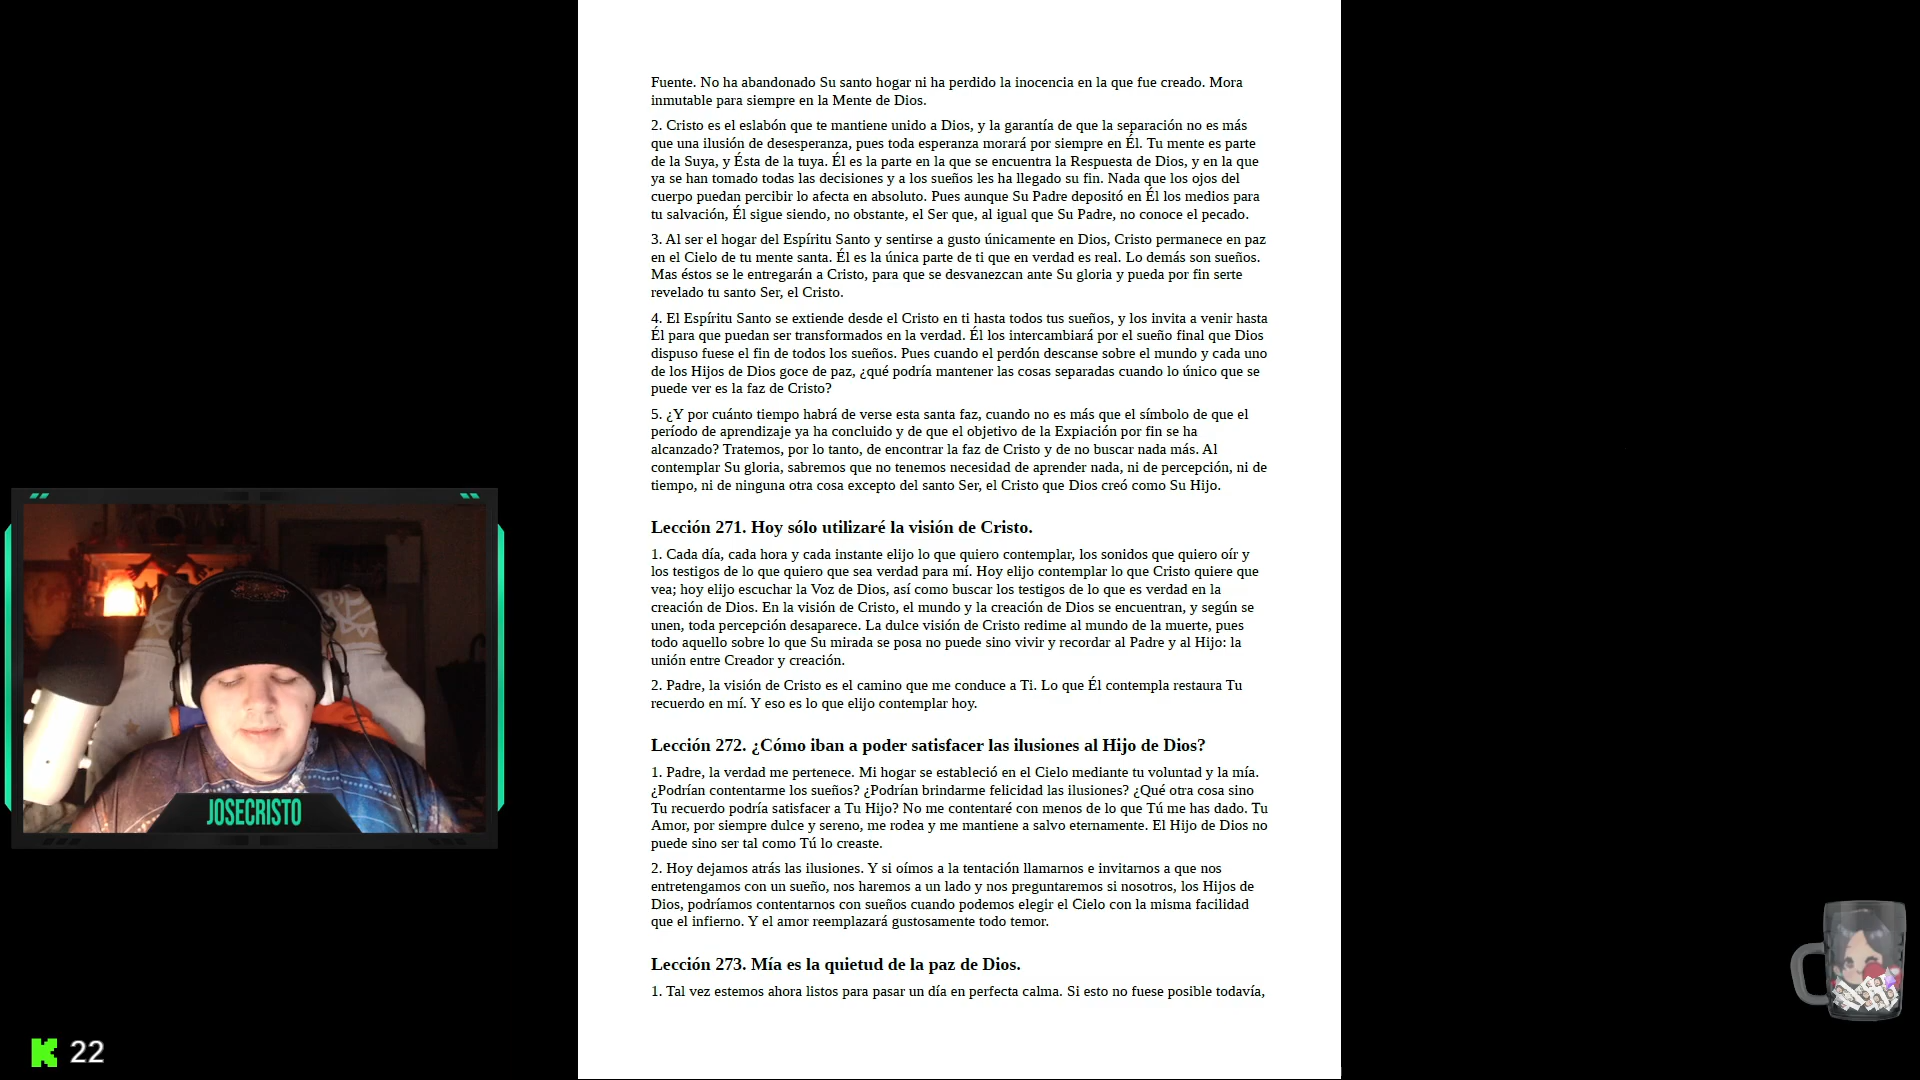 Fuente. No ha abandonado Su santo hogar ni ha perdido la inocencia en la que fue creado. Mora
inmutable para siempre en la Mente de Dios.
2. Cristo es el eslabón que te mantiene unido a Dios, y la garantía de que la separación no es más
que una ilusión de desesperanza, pues toda esperanza morará por siempre en Él. Tu mente es parte
de la Suya, y Ésta de la tuya. Él es la parte en la que se encuentra la Respuesta de Dios, y en la que
ya se han tomado todas las decisiones y a los sueños les ha llegado su fin. Nada que los ojos del
cuerpo puedan percibir lo afecta en absoluto. Pues aunque Su Padre depositó en Él los medios para
tu salvación, Él sigue siendo, no obstante, el Ser que, al igual que Su Padre, no conoce el pecado.
3. Al ser el hogar del Espíritu Santo y sentirse a gusto únicamente en Dios, Cristo permanece en paz
en el Cielo de tu mente santa. Él es la única parte de ti que en verdad es real. Lo demás son sueños.
Mas éstos se le entregarán a Cristo, para que se desvanezcan ante Su gloria y pueda por fin serte
revelado tu santo Ser, el Cristo.
4. El Espíritu Santo se extiende desde el Cristo en ti hasta todos tus sueños, y los invita a venir hasta
Él para que puedan ser transformados en la verdad. Él los intercambiará por el sueño final que Dios
dispuso fuese el fin de todos los sueños. Pues cuando el perdón descanse sobre el mundo y cada uno
de los Hijos de Dios goce de paz, ¿qué podría mantener las cosas separadas cuando lo único que se
puede ver es la faz de Cristo?
5. ¿Y por cuánto tiempo habrá de verse esta santa faz, cuando no es más que el símbolo de que el
período de aprendizaje ya ha concluido y de que el objetivo de la Expiación por fin se ha
alcanzado? Tratemos, por lo tanto, de encontrar la faz de Cristo y de no buscar nada más. Al
contemplar Su gloria, sabremos que no tenemos necesidad de aprender nada, ni de percepción, ni de
tiempo, ni de ninguna otra cosa excepto del santo Ser, el Cristo que Dios creó como Su Hijo.
Lección 271. Hoy sólo utilizaré la visión de Cristo.
1. Cada día, cada hora y cada instante elijo lo que quiero contemplar, los sonidos que quiero oír y
los testigos de lo que quiero que sea verdad para mí. Hoy elijo contemplar lo que Cristo quiere que
vea; hoy elijo escuchar la Voz de Dios, así como buscar los testigos de lo que es verdad en la
creación de Dios. En la visión de Cristo, el mundo y la creación de Dios se encuentran, y según se
unen, toda percepción desaparece. La dulce visión de Cristo redime al mundo de la muerte, pues
todo aquello sobre lo que Su mirada se posa no puede sino vivir y recordar al Padre y al Hijo: la
unión entre Creador y creación.
2. Padre, la visión de Cristo es el camino que me conduce a Ti. Lo que Él contempla restaura Tu
recuerdo en mí. Y eso es lo que elijo contemplar hoy.
Lección 272. ¿Cómo iban a poder satisfacer las ilusiones al Hijo de Dios?
1. Padre, la verdad me pertenece. Mi hogar se estableció en el Cielo mediante tu voluntad y la mía.
¿Podrían contentarme los sueños? ¿Podrían brindarme felicidad las ilusiones? ¿Qué otra cosa sino
Tu recuerdo podría satisfacer a Tu Hijo? No me contentaré con menos de lo que Tú me has dado. Tu
Amor, por siempre dulce y sereno, me rodea y me mantiene a salvo eternamente. El Hijo de Dios no
puede sino ser tal como Tú lo creaste.
2. Hoy dejamos atrás las ilusiones. Y si oímos a la tentación llamarnos e invitarnos a que nos
entretengamos con un sueño, nos haremos a un lado y nos preguntaremos si nosotros, los Hijos de
Dios, podríamos contentarnos con sueños cuando podemos elegir el Cielo con la misma facilidad
que el infierno. Y el amor reemplazará gustosamente todo temor.
Lección 273. Mía es la quietud de la paz de Dios.
1. Tal vez estemos ahora listos para pasar un día en perfecta calma. Si esto no fuese posible todavía,
JOSECRISTO
22